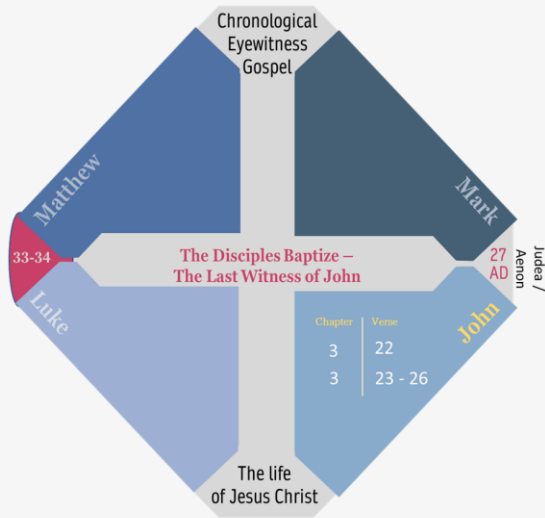 Chronological
Eyewitness
Gospel
Matthew
Mark
33-34
The Disciples Baptize –
The Last Witness of John
27
AD
Judea /
Aenon
Luke
John
Chapter Verse
3 22
3 23 - 26
The life
of Jesus Christ